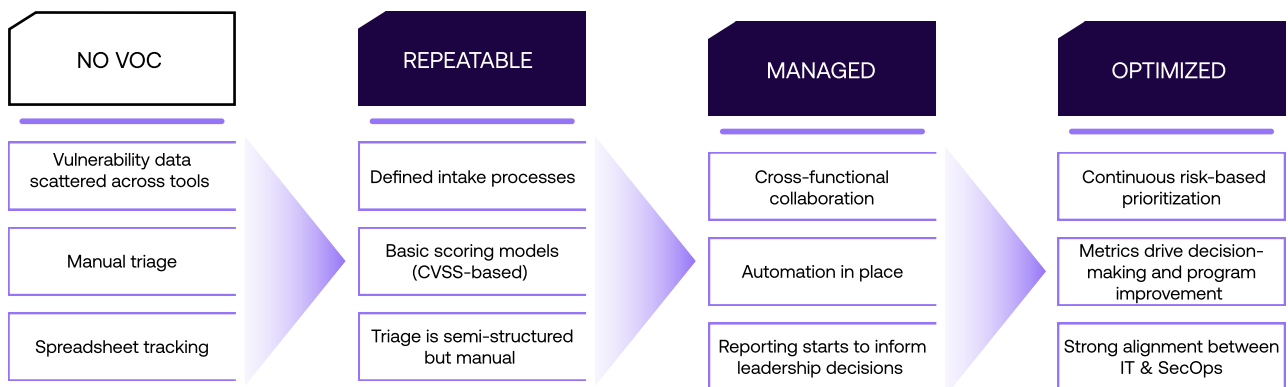 NO VOC
Vulnerability data
scattered across tools
Manual triage
Spreadsheet tracking
REPEATABLE
Defined intake processes
Basic scoring models
(CVSS-based)
Triage is semi-structured
but manual
MANAGED
Cross-functional
collaboration
Automation in place
Reporting starts to inform
leadership decisions
OPTIMIZED
Continuous risk-based
prioritization
Metrics drive decision-
making and program
improvement
Strong alignment between
IT & SecOps